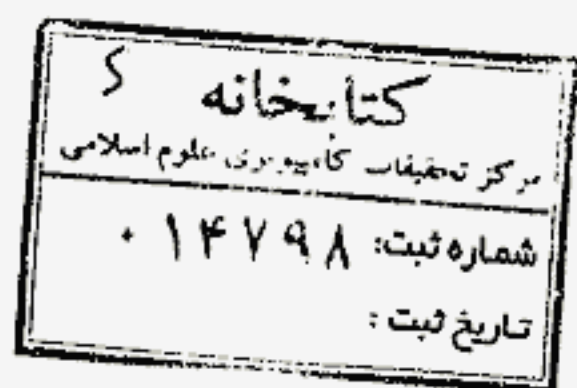 کتابخانه
مرکز تحقیقات کامپیوتری علوم اسلامی
شماره ثبت: ۰۱۴۷۹۸
تاریخ ثبت: